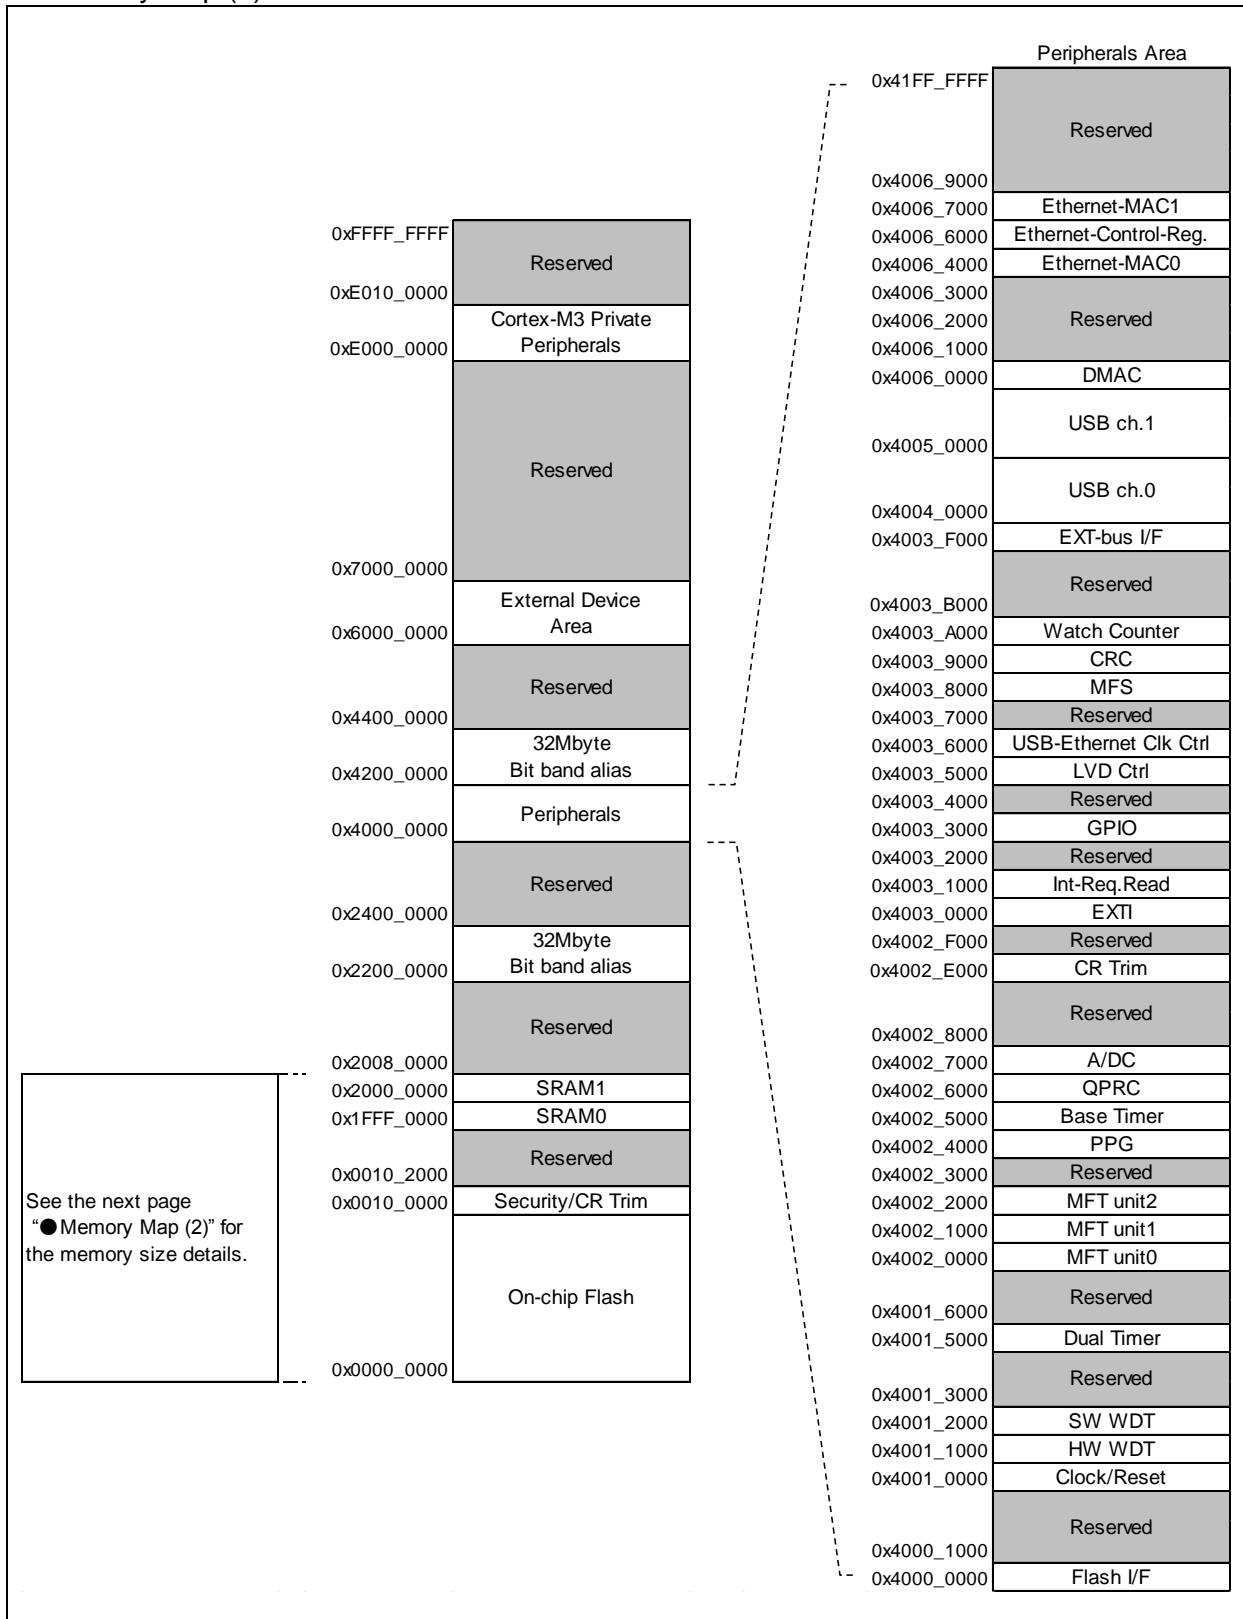 Peripherals Area
0x41FF_FFFF
Reserved
0x4006_9000
0x4006_7000 Ethernet-MAC1
0x4006_6000 Ethernet-Control-Reg.
0x4006_4000 Ethernet-MAC0
0x4006_3000
0x4006_2000 Reserved
0x4006_1000
0x4006_0000 DMAC
USB ch.1
0x4005_0000
USB ch.0
0x4004_0000
0x4003_F000 EXT-bus I/F
Reserved
0x4003_B000
0x4003_A000 Watch Counter
0x4003_9000 CRC
0x4003_8000 MFS
0x4003_7000 Reserved
0x4003_6000 USB-Ethernet Clk Ctrl
0x4003_5000 LVD Ctrl
0x4003_4000 Reserved
0x4003_3000 GPIO
0x4003_2000 Reserved
0x4003_1000 Int-Req.Read
0x4003_0000 EXTI
0x4002_F000 Reserved
0x4002_E000 CR Trim
Reserved
0x4002_8000
0x4002_7000 A/DC
0x4002_6000 QPRC
0x4002_5000 Base Timer
0x4002_4000 PPG
0x4002_3000 Reserved
0x4002_2000 MFT unit2
0x4002_1000 MFT unit1
0x4002_0000 MFT unit0
Reserved
0x4001_6000
0x4001_5000 Dual Timer
Reserved
0x4001_3000
0x4001_2000 SW WDT
0x4001_1000 HW WDT
0x4001_0000 Clock/Reset
Reserved
0x4000_1000
0x4000_0000 Flash I/F
0xFFFF_FFFF
Reserved
0xE010_0000
Cortex-M3 Private
0xE000_0000 Peripherals
Reserved
0x7000_0000
External Device
0x6000_0000 Area
Reserved
0x4400_0000
32Mbyte
0x4200_0000 Bit band alias
Peripherals
0x4000_0000
Reserved
0x2400_0000
32Mbyte
0x2200_0000 Bit band alias
Reserved
0x2008_0000
0x2000_0000 SRAM1
0x1FFF_0000 SRAM0
Reserved
0x0010_2000
0x0010_0000 Security/CR Trim
On-chip Flash
0x0000_0000
See the next page
“●Memory Map (2)” for
the memory size details.